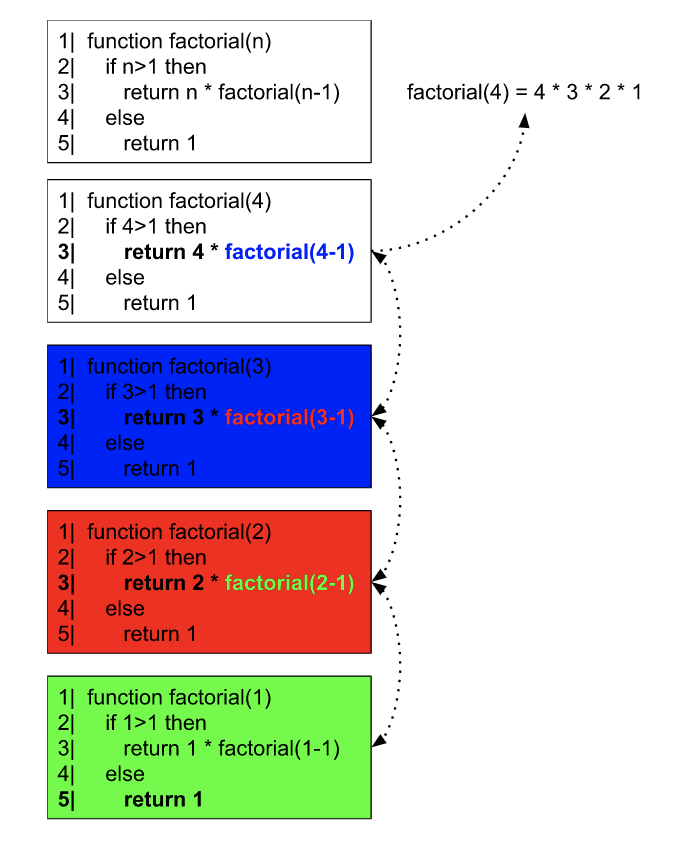 1| function factorial(n)
2| if n>1 then
3| return n * factorial(n-1)
4| else
5| return 1
factorial(4) = 4 * 3 * 2 * 1
1| function factorial(4)
2| if 4>1 then
3| return 4 * factorial(4-1)
4| else
5| return 1
1| function factorial(3)
2| if 3>1 then
3| return 3 * factorial(3-1)
4| else
5| return 1
1| function factorial(2)
2| if 2>1 then
3| return 2 * factorial(2-1)
4| else
5| return 1
1| function factorial(1)
2| if 1>1 then
3| return 1 * factorial(1-1)
4| else
5| return 1